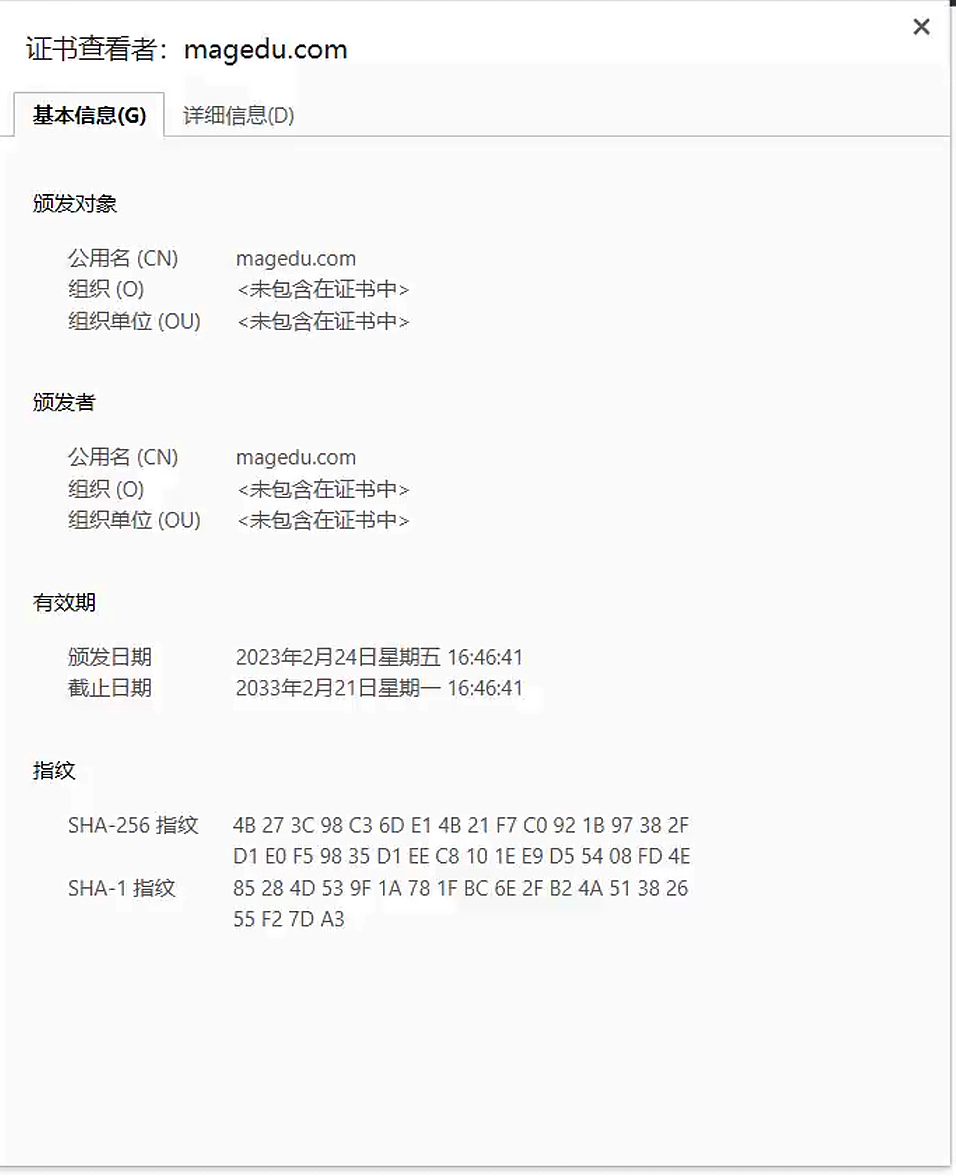 证书查看者：magedu.com
基本信息(G) 详细信息(D)
颁发对象
公用名 (CN) magedu.com
组织 (O) <未包含在证书中>
组织单位 (OU) <未包含在证书中>
颁发者
公用名 (CN) magedu.com
组织 (O) <未包含在证书中>
组织单位 (OU) <未包含在证书中>
有效期
颁发日期 2023年2月24日星期五 16:46:41
截止日期 2033年2月21日星期一 16:46:41
指纹
SHA-256 指纹 4B 27 3C 98 C3 6D E1 4B 21 F7 C0 92 1B 97 38 2F
D1 E0 F5 98 35 D1 EE C8 10 1E E9 D5 54 08 FD 4E
SHA-1 指纹 85 28 4D 53 9F 1A 78 1F BC 6E 2F B2 4A 51 38 26
55 F2 7D A3